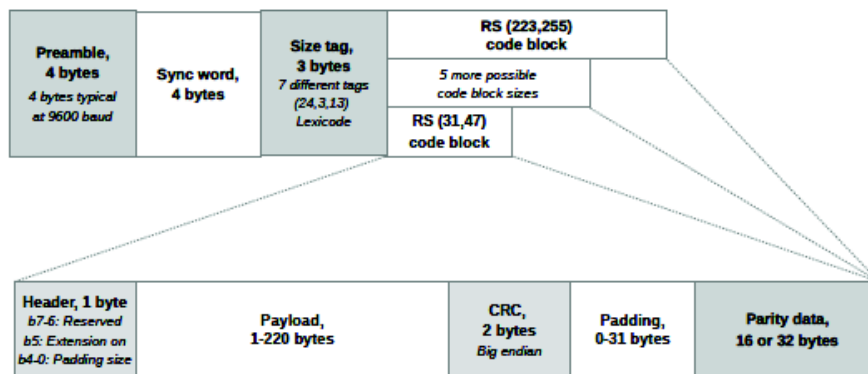 Preamble,
4 bytes
4 bytes typical
at 9600 baud
Sync word,
4 bytes
Size tag,
3 bytes
7 different tags
(24,3,13)
Lexicode
RS (223,255)
code block
5 more possible
code block sizes
RS (31,47)
code block
Header, 1 byte
b7-6: Reserved
b5: Extension on
b4-0: Padding size
Payload,
1-220 bytes
CRC,
2 bytes
Big endian
Padding,
0-31 bytes
Parity data,
16 or 32 bytes